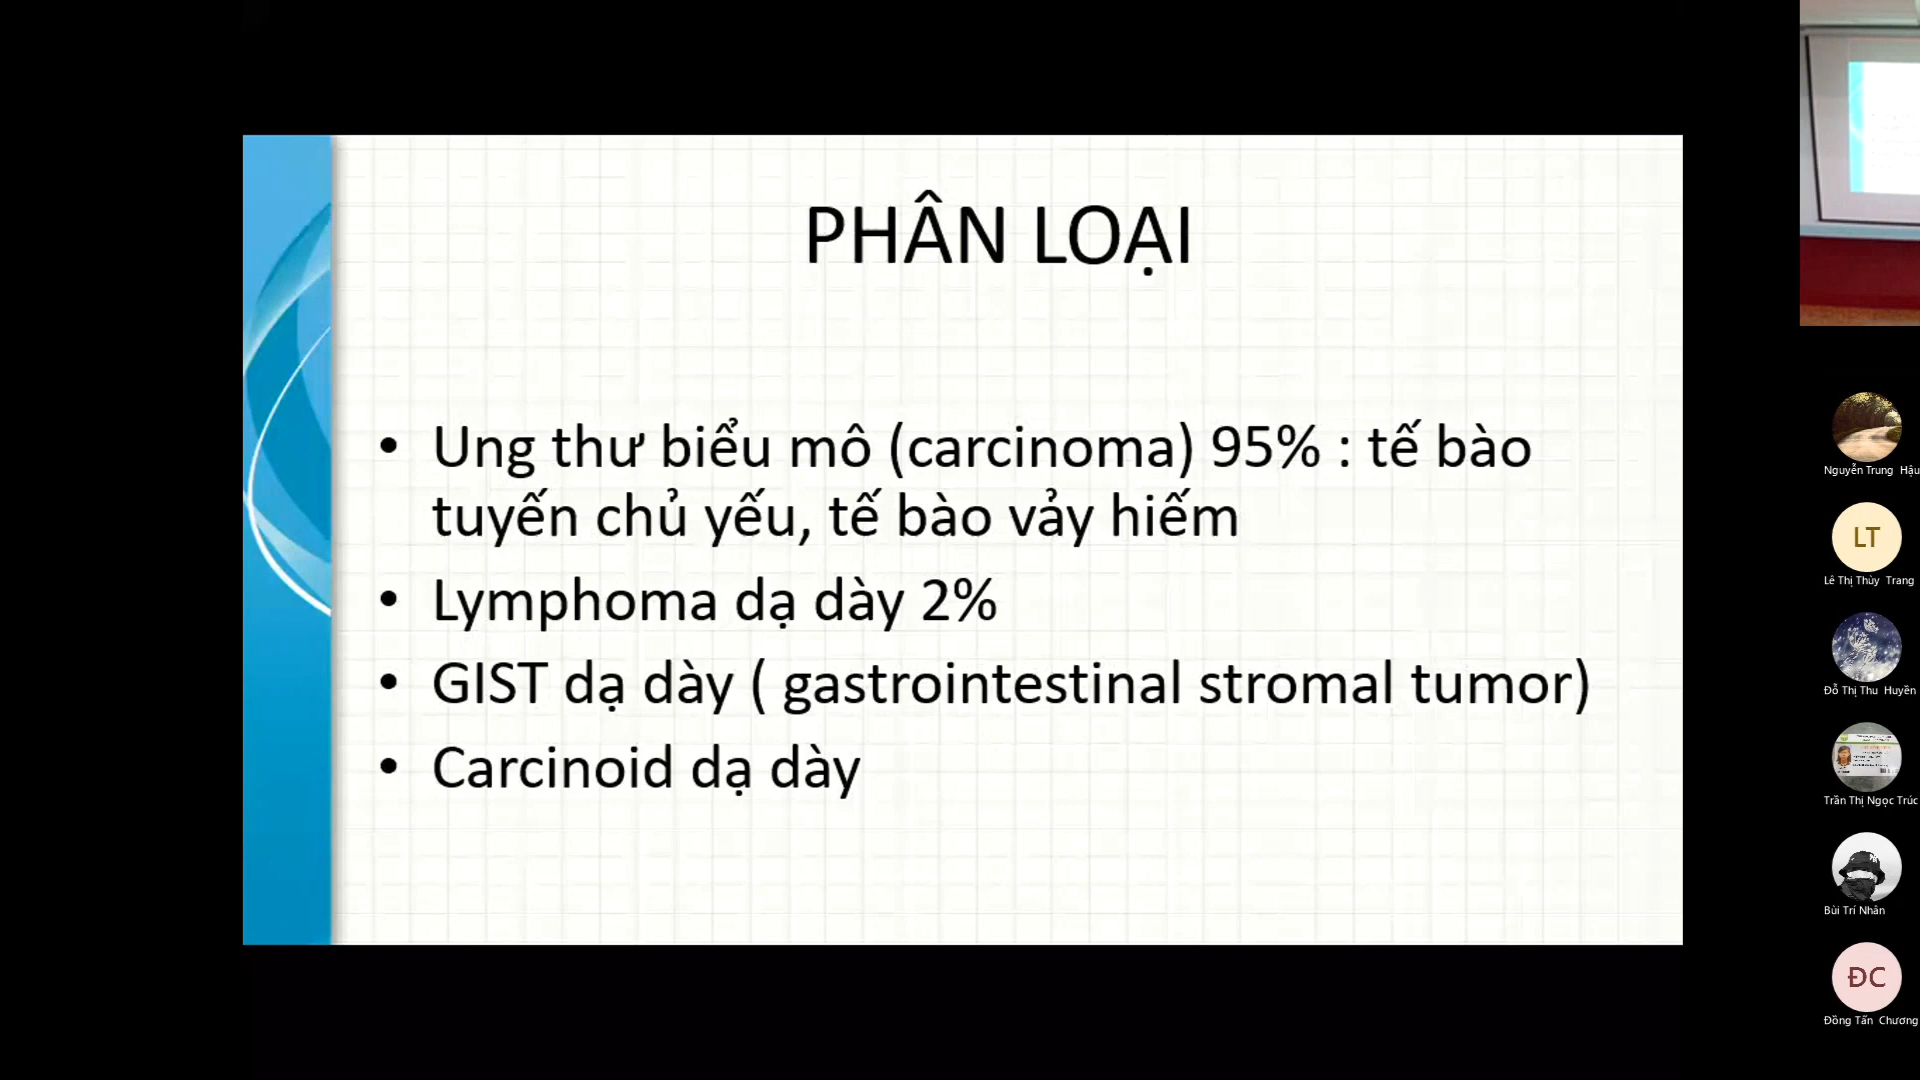 PHÂN LOẠI
• Ung thư biểu mô (carcinoma) 95% : tế bào
tuyến chủ yếu, tế bào vảy hiếm
• Lymphoma dạ dày 2%
• GIST dạ dày ( gastrointestinal stromal tumor)
• Carcinoid dạ dày
Nguyễn Trung Hậu
LT
Lê Thị Thùy Trang
Đỗ Thị Thu Huyền
Trần Thị Ngọc Trúc
Bùi Trí Nhân
ĐC
Đồng Tấn Chương